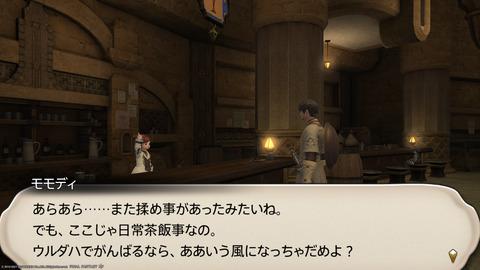 モモディ
あらあら……また揉め事があったみたいね。
でも、ここじゃ日常茶飯事なの。
ウルダハでがんばるなら、ああいう風になっちゃだめよ？